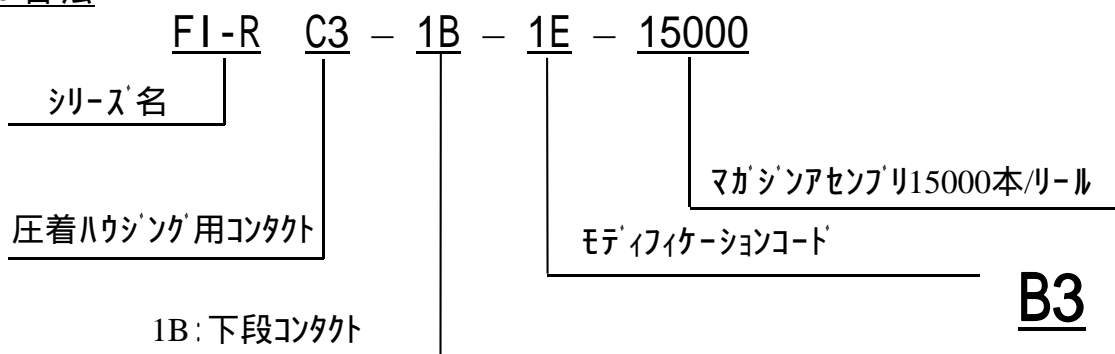 FI-R C3 – 1B – 1E – 15000
シリーズ名
マガジンアセンブリ15000本/リール
圧着ハウジング用コンタクト
モディフィケーションコード
B3
1B:下段コンタクト